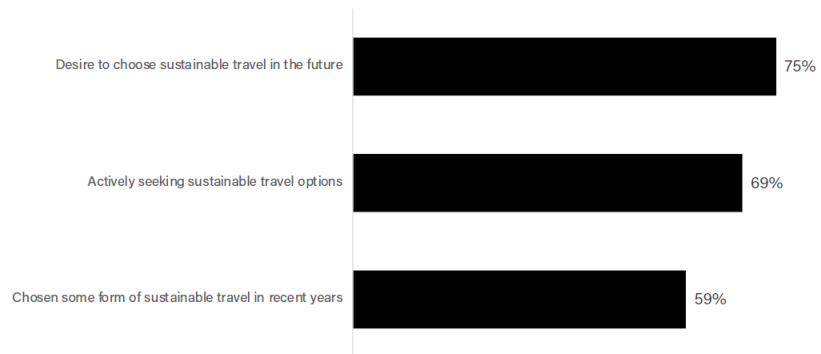 Desire to choose sustainable travel in the future
75%
Actively seeking sustainable travel options
69%
Chosen some form of sustainable travel in recent years
59%